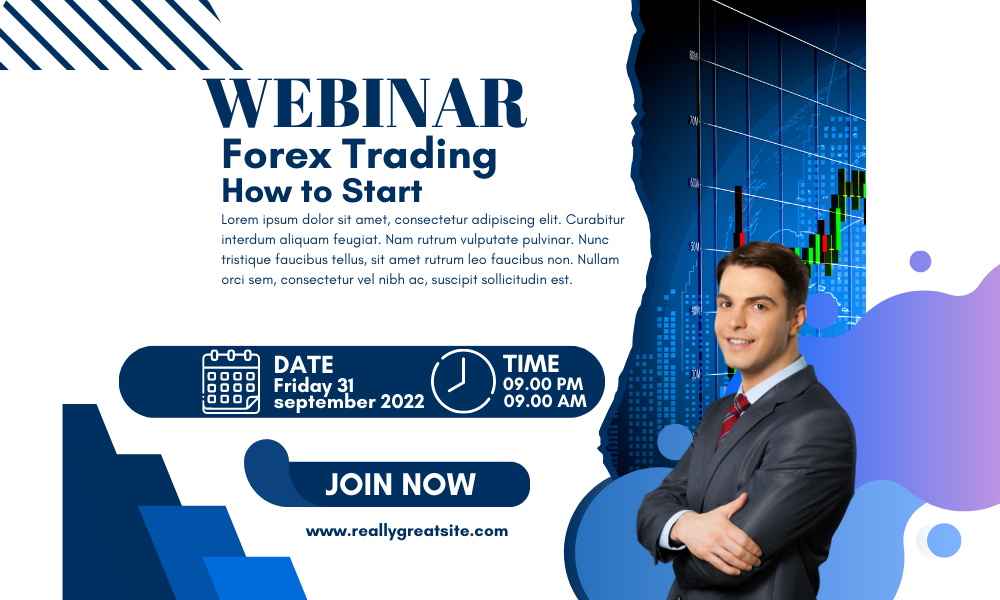 WEBINAR
Forex Trading
How to Start
Lorem ipsum dolor sit amet, consectetur adipiscing elit. Curabitur
interdum aliquam feugiat. Nam rutrum vulputate pulvinar. Nunc
tristique faucibus tellus, sit amet rutrum leo faucibus non. Nullam
orci sem, consectetur vel nibh ac, suscipit sollicitudin est.
DATE
Friday 31
september 2022
TIME
09.00 PM
09.00 AM
JOIN NOW
www.reallygreatsite.com